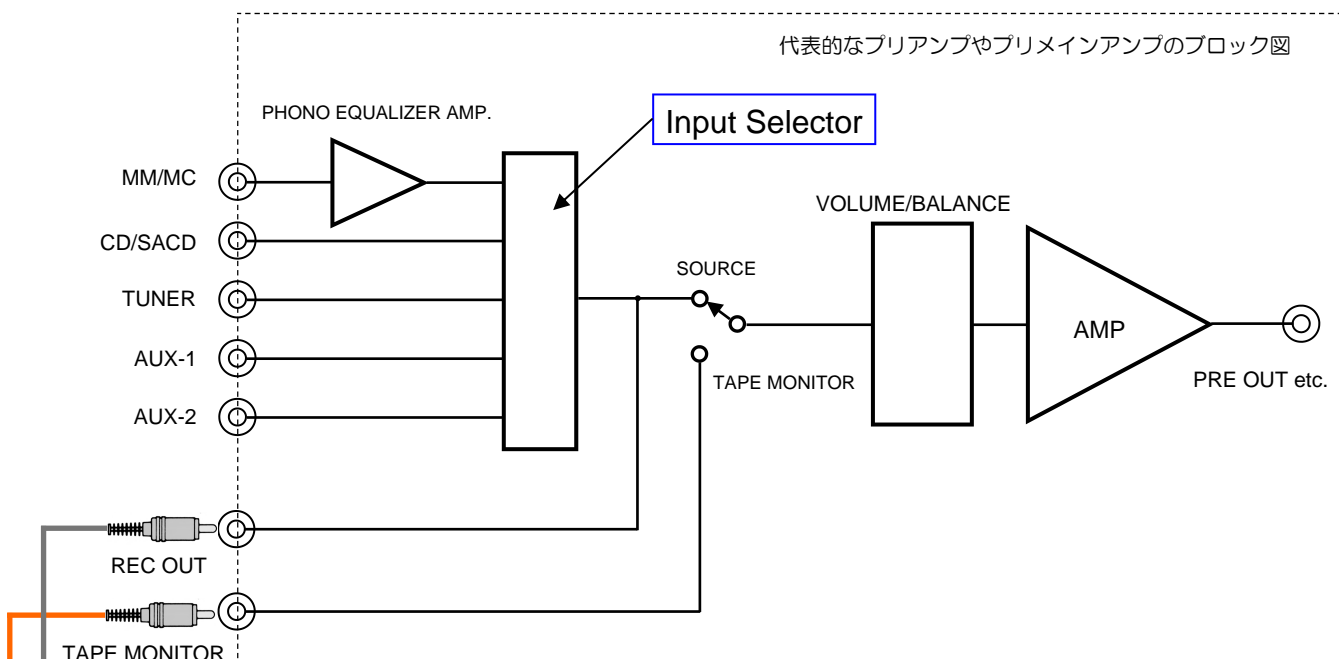 代表的なプリアンプやプリメインアンプのブロック図
PHONO EQUALIZER AMP.
Input Selector
MM/MC
VOLUME/BALANCE
CD/SACD
SOURCE
TUNER
AMP
AUX-1
TAPE MONITOR
PRE OUT etc.
AUX-2
REC OUT
TAPE MONITOR